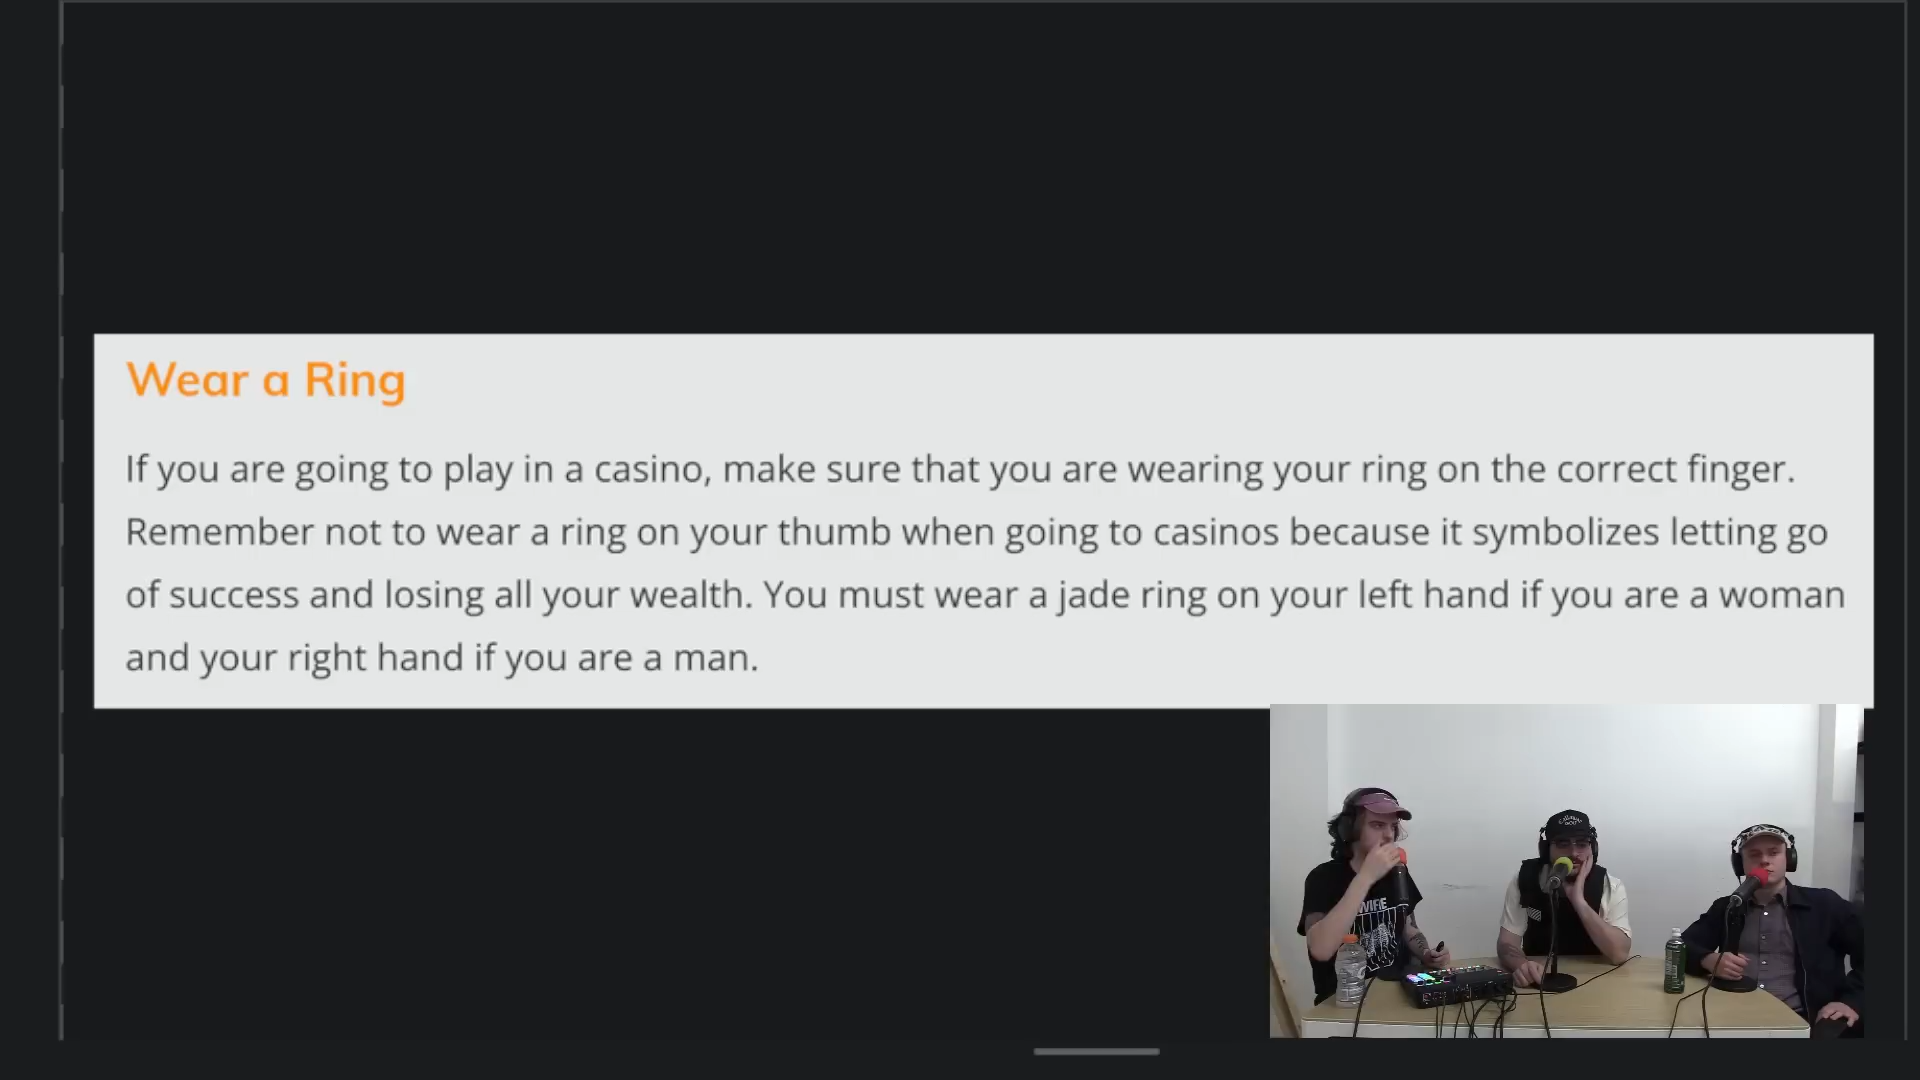 Wear a Ring
If you are going to play in a casino, make sure that you are wearing your ring on the correct finger.
Remember not to wear a ring on your thumb when going to casinos because it symbolizes letting go
of success and losing all your wealth. You must wear a jade ring on your left hand if you are a woman
and your right hand if you are a man.